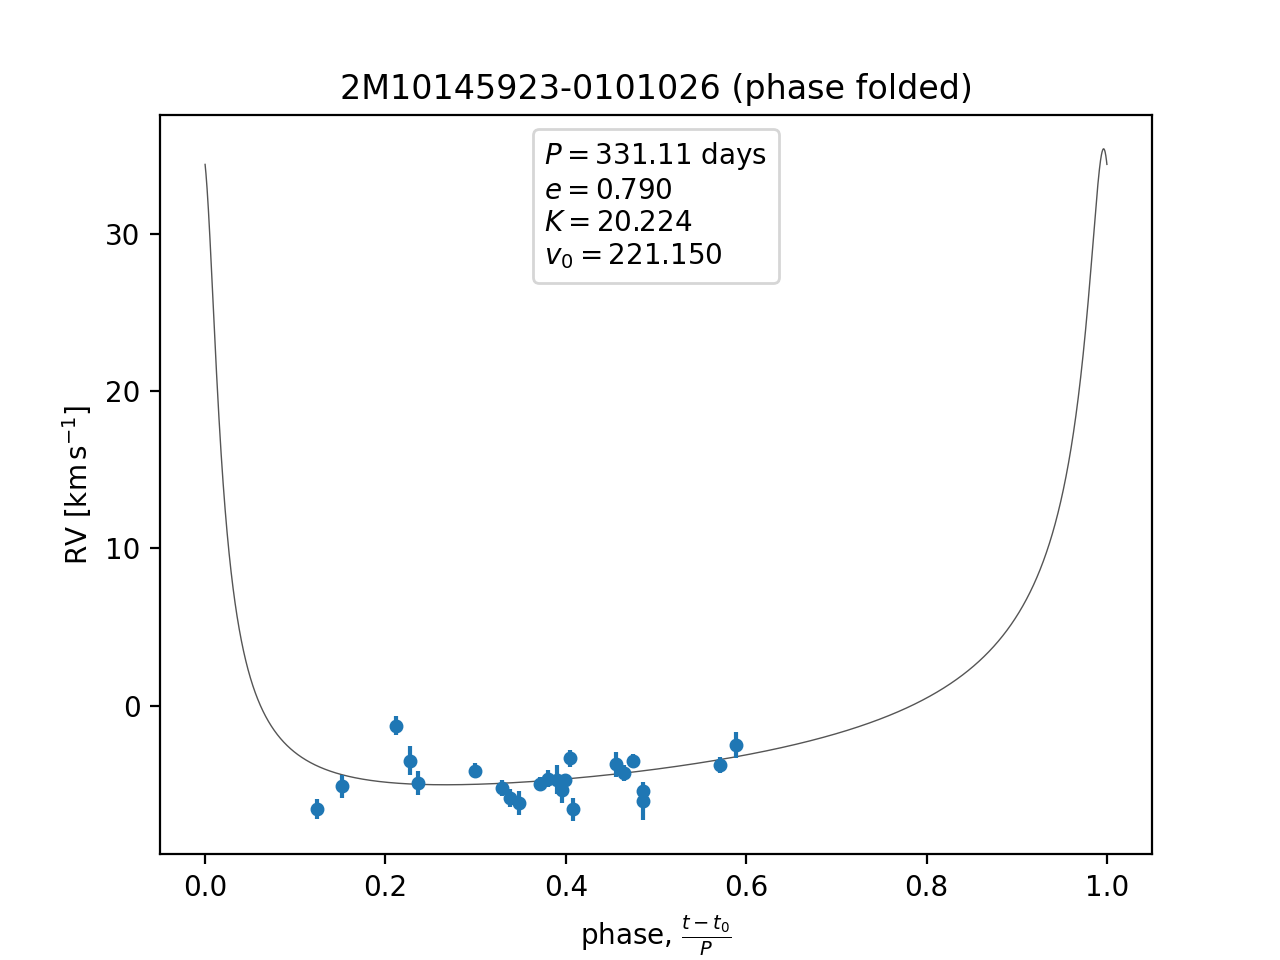 2M10145923-0101026 (phase folded)
P = 331.11 days
e = 0.790
K = 20.224
v₀ = 221.150
RV [km s⁻¹]
30
20
10
0
0.0 0.2 0.4 0.6 0.8 1.0
phase, (t − t₀)/P